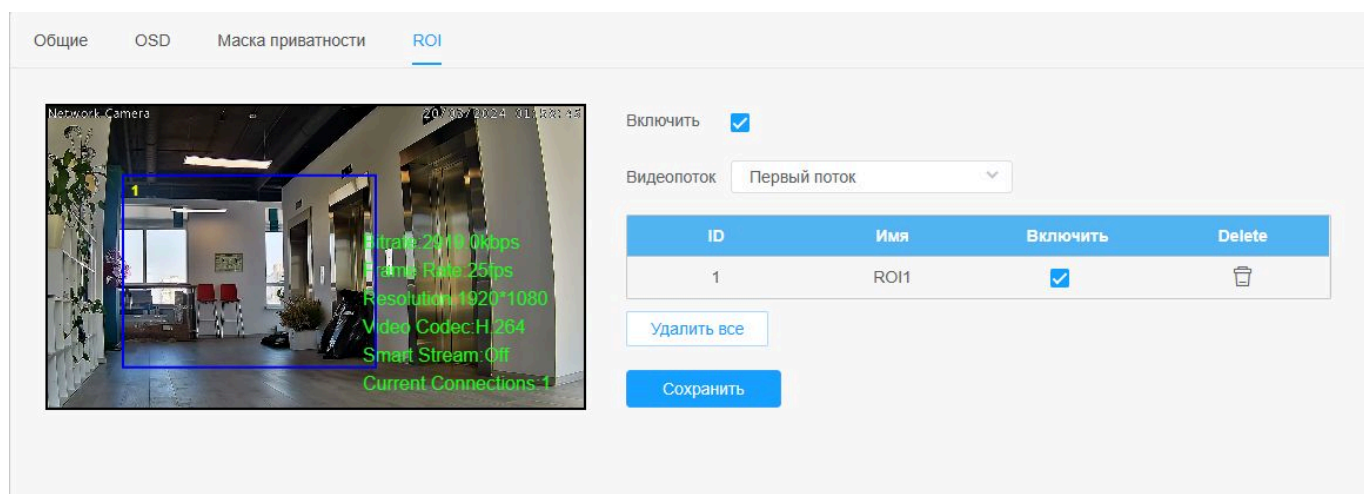 Общие OSD Маска приватности ROI
Network Camera
1
Bitrate:2919.0kbps
Frame Rate:25fps
Resolution:1920*1080
Video Codec:H.264
Smart Stream:Off
Current Connections:1
Включить
Видеопоток Первый поток
ID Имя Включить Delete
1 ROI1
Удалить все
Сохранить